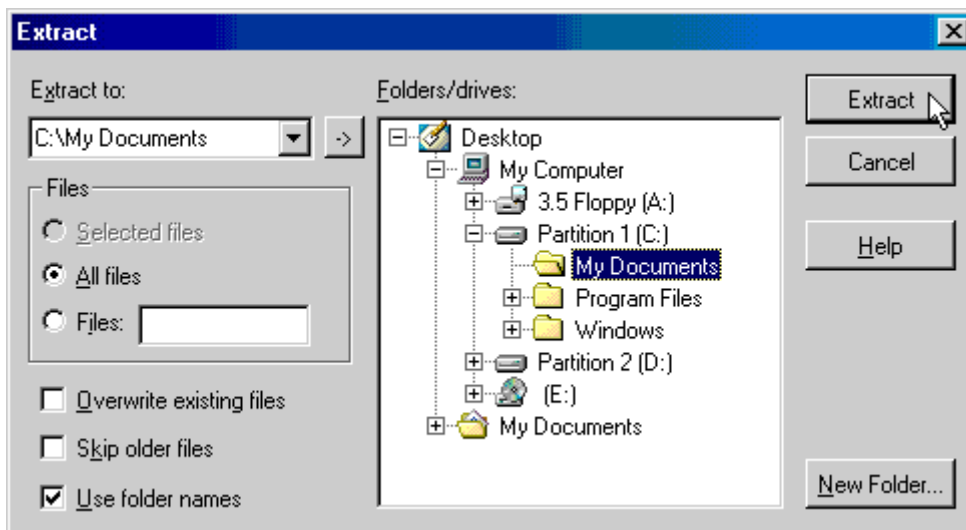 Extract
Extract to:
C:\My Documents
->
Files
Selected files
All files
Files:
Overwrite existing files
Skip older files
Use folder names
Folders/drives:
Desktop
My Computer
3.5 Floppy (A:)
Partition 1 (C:)
My Documents
Program Files
Windows
Partition 2 (D:)
(E:)
My Documents
Extract
Cancel
Help
New Folder...